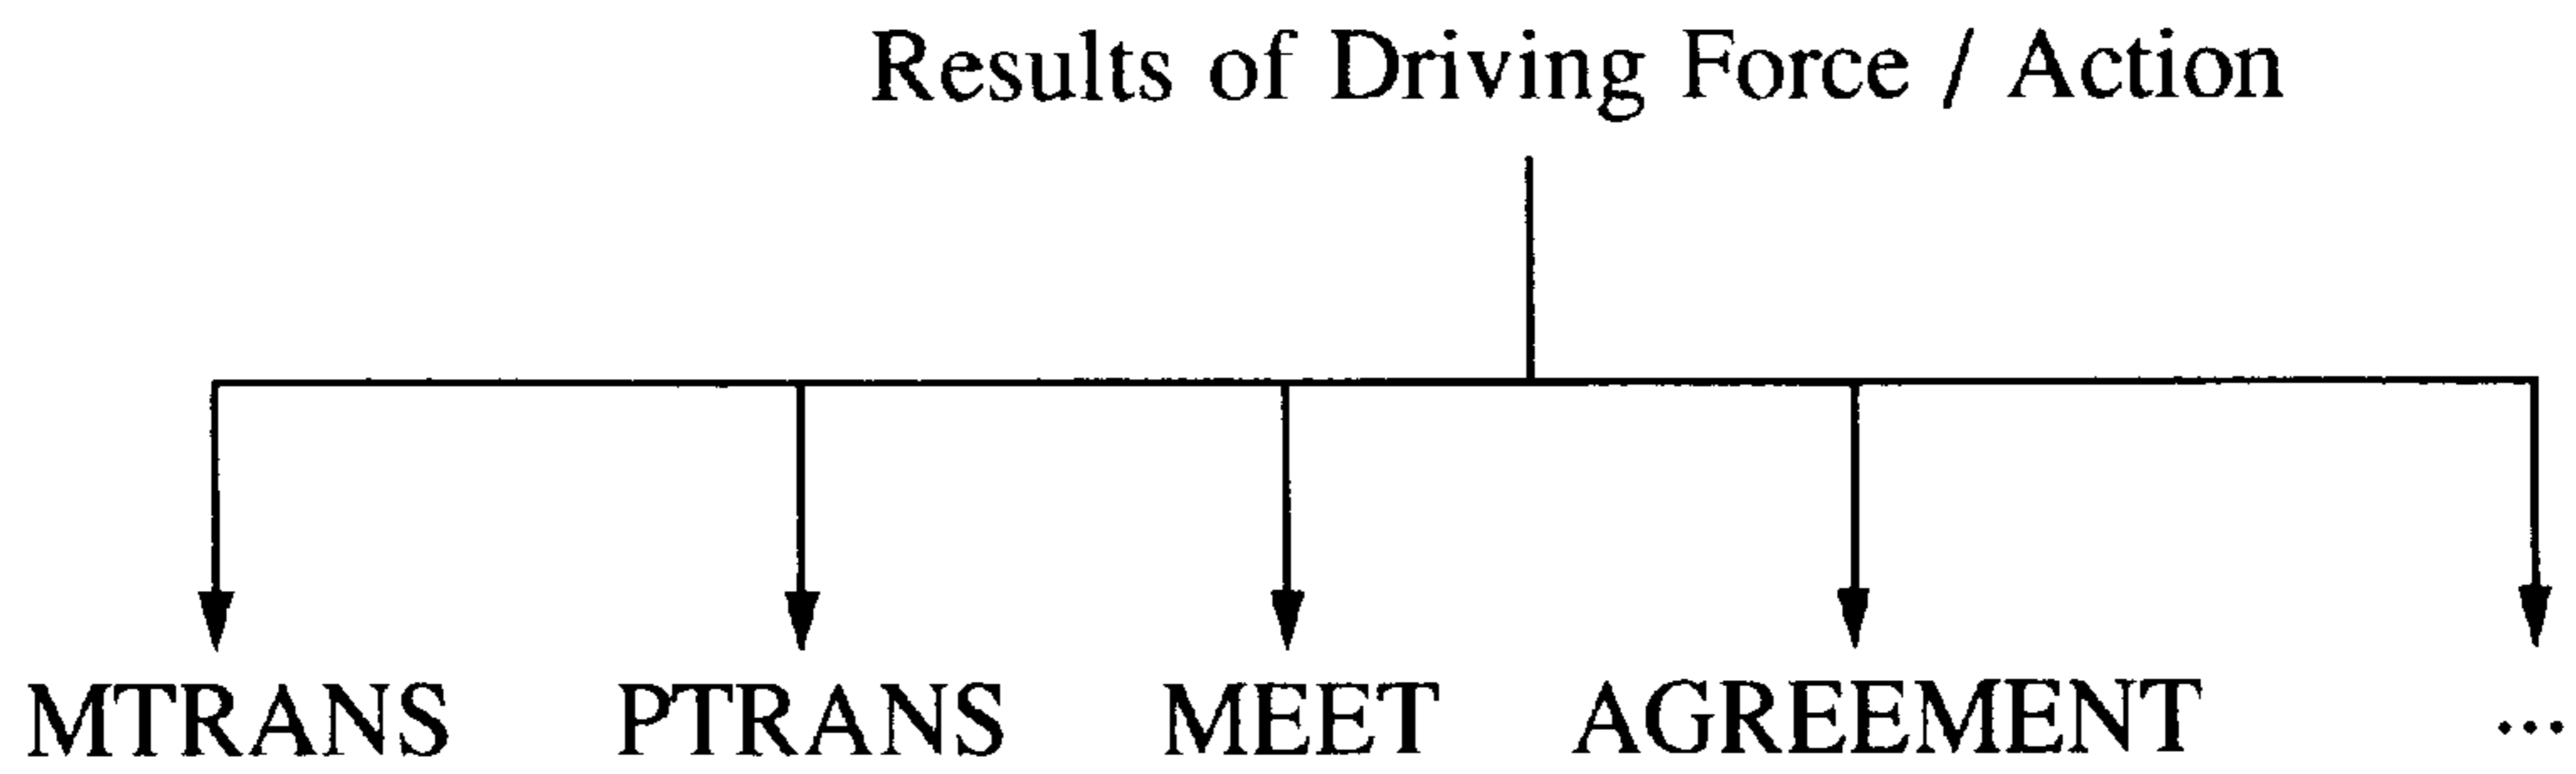 Results of Driving Force / Action
MTRANS PTRANS MEET AGREEMENT ...